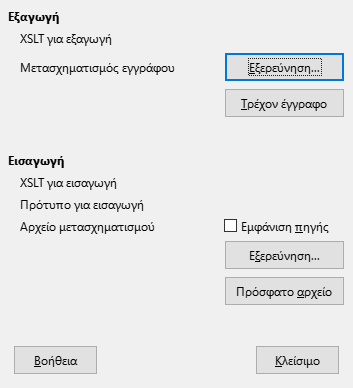 Εξαγωγή
XSLT για εξαγωγή
Μετασχηματισμός εγγράφου
Εξερεύνηση...
Τρέχον έγγραφο
Εισαγωγή
XSLT για εισαγωγή
Πρότυπο για εισαγωγή
Αρχείο μετασχηματισμού
Εμφάνιση πηγής
Εξερεύνηση...
Πρόσφατο αρχείο
Βοήθεια
Κλείσιμο